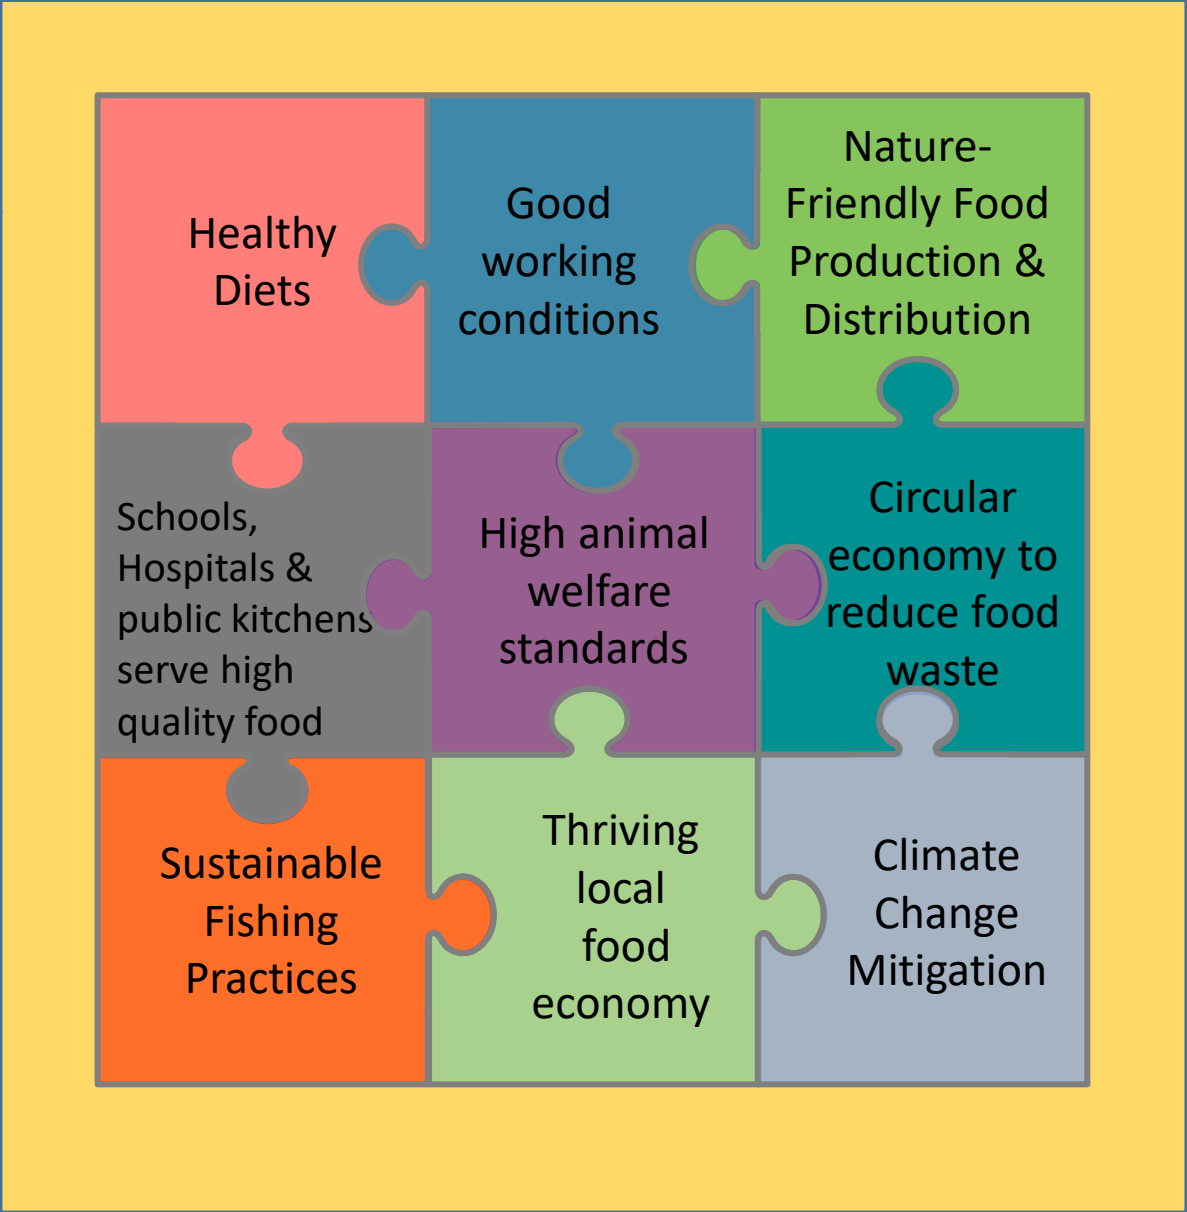 Healthy
Diets
Good
working
conditions
Nature-
Friendly Food
Production &
Distribution
Schools,
Hospitals &
public kitchens
serve high
quality food
High animal
welfare
standards
Circular
economy to
reduce food
waste
Sustainable
Fishing
Practices
Thriving
local
food
economy
Climate
Change
Mitigation